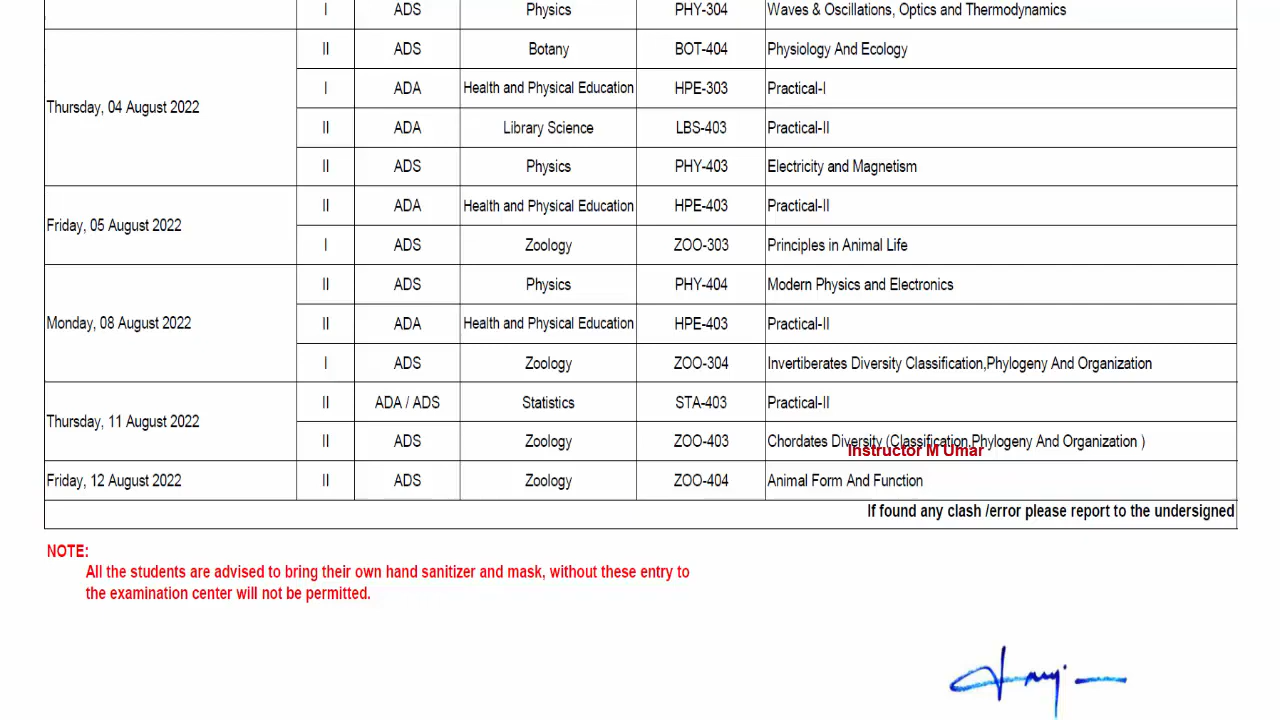 I ADS Physics PHY-304 Waves & Oscillations, Optics and Thermodynamics
Thursday, 04 August 2022 II ADS Botany BOT-404 Physiology And Ecology
I ADA Health and Physical Education HPE-303 Practical-I
II ADA Library Science LBS-403 Practical-II
II ADS Physics PHY-403 Electricity and Magnetism
Friday, 05 August 2022 II ADA Health and Physical Education HPE-403 Practical-II
I ADS Zoology ZOO-303 Principles in Animal Life
Monday, 08 August 2022 II ADS Physics PHY-404 Modern Physics and Electronics
II ADA Health and Physical Education HPE-403 Practical-II
I ADS Zoology ZOO-304 Invertiberates Diversity Classification,Phylogeny And Organization
Thursday, 11 August 2022 II ADA / ADS Statistics STA-403 Practical-II
II ADS Zoology ZOO-403 Chordates Diversity (Classification,Phylogeny And Organization )
Instructor M Umar
Friday, 12 August 2022 II ADS Zoology ZOO-404 Animal Form And Function
If found any clash /error please report to the undersigned
NOTE:
All the students are advised to bring their own hand sanitizer and mask, without these entry to
the examination center will not be permitted.